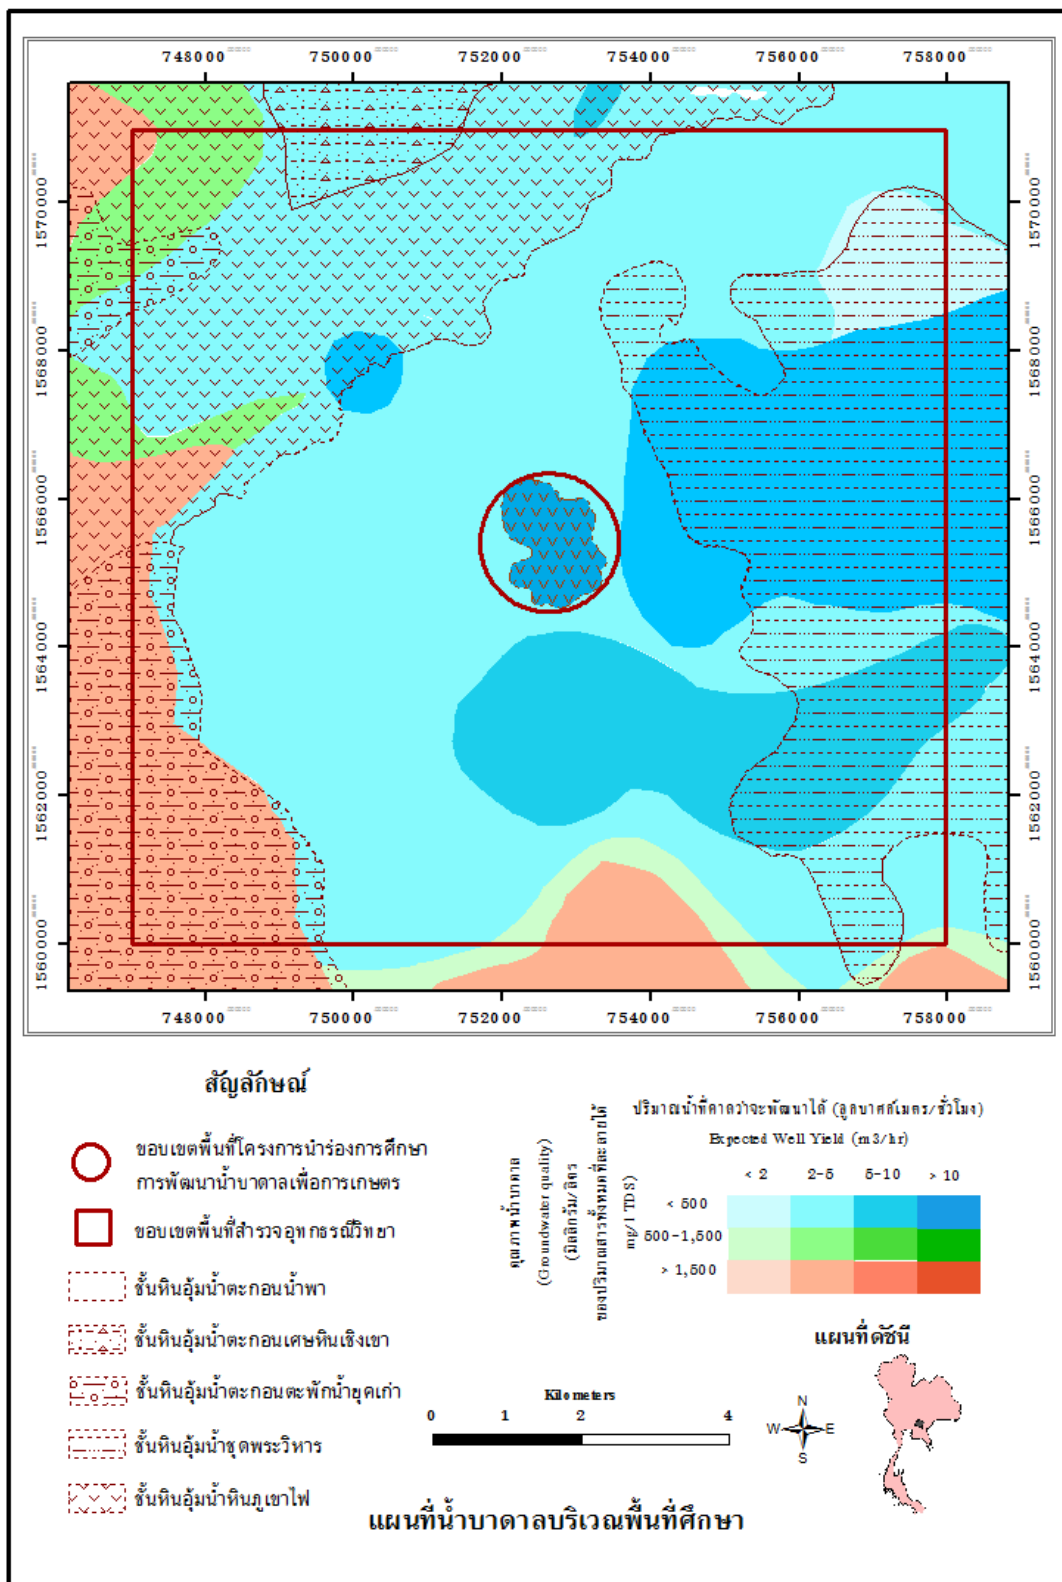 748000 750000 752000 754000 756000 758000
1570000 1570000
1568000 1568000
1566000 1566000
1564000 1564000
1562000 1562000
1560000 1560000
748000 750000 752000 754000 756000 758000
สัญลักษณ์
ขอบเขตพื้นที่โครงการนำร่องการศึกษา
การพัฒนาน้ำบาดาลเพื่อการเกษตร
ขอบเขตพื้นที่สำรวจอุทกธรณีวิทยา
ชั้นหินอุ้มน้ำตะกอนน้ำพา
ชั้นหินอุ้มน้ำตะกอนเศษหินเชิงเขา
ชั้นหินอุ้มน้ำตะกอนตะพักน้ำยุคเก่า
ชั้นหินอุ้มน้ำชุดพระวิหาร
ชั้นหินอุ้มน้ำหินภูเขาไฟ
ปริมาณน้ำที่คาดว่าจะพัฒนาได้ (ลูกบาศก์เมตร/ชั่วโมง)
Expected Well Yield (m3/hr)
< 2 2-5 5-10 > 10
< 500
500-1,500
> 1,500
คุณภาพน้ำบาดาล
(Groundwater quality)
(มิลลิกรัม/ลิตร
ของปริมาณสารทั้งหมดที่ละลายได้
mg/l TDS)
แผนที่ดัชนี
Kilometers
0 1 2 4
N
W E
S
แผนที่น้ำบาดาลบริเวณพื้นที่ศึกษา